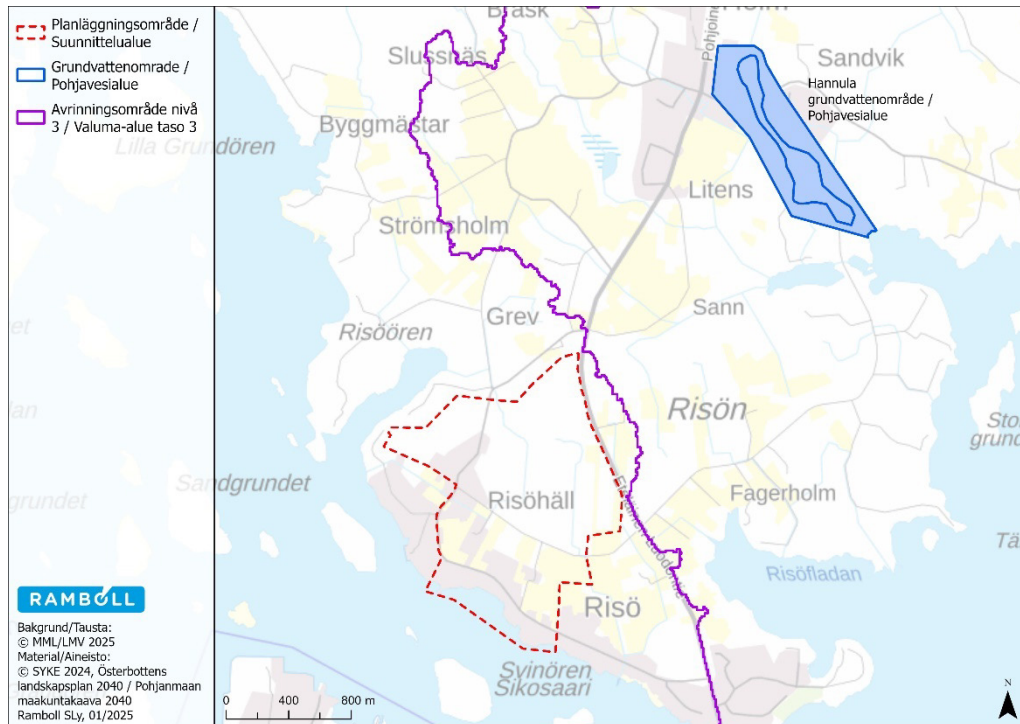 Planläggningsområde /
Suunnittelualue
Grundvattenomrade /
Pohjavesialue
Avrinningsområde nivå
3 / Valuma-alue taso 3
Slussnäs
Byggmästar
Lilla Grundören
Strömsholm
Pohjoine
Sandvik
Hannula
grundvattenområde /
Pohjavesialue
Litens
Grev
Sann
Risöören
Risön
Sandgrundet
Risöhäll
Fagerholm
Risöfladan
Risö
Svinören
Sikosaari
RAMBOLL
Bakgrund/Tausta:
© MML/LMV 2025
Material/Aineisto:
© SYKE 2024, Österbottens
landskapsplan 2040 / Pohjanmaan
maakuntakaava 2040
Ramboll SLy, 01/2025
0 400 800 m
N